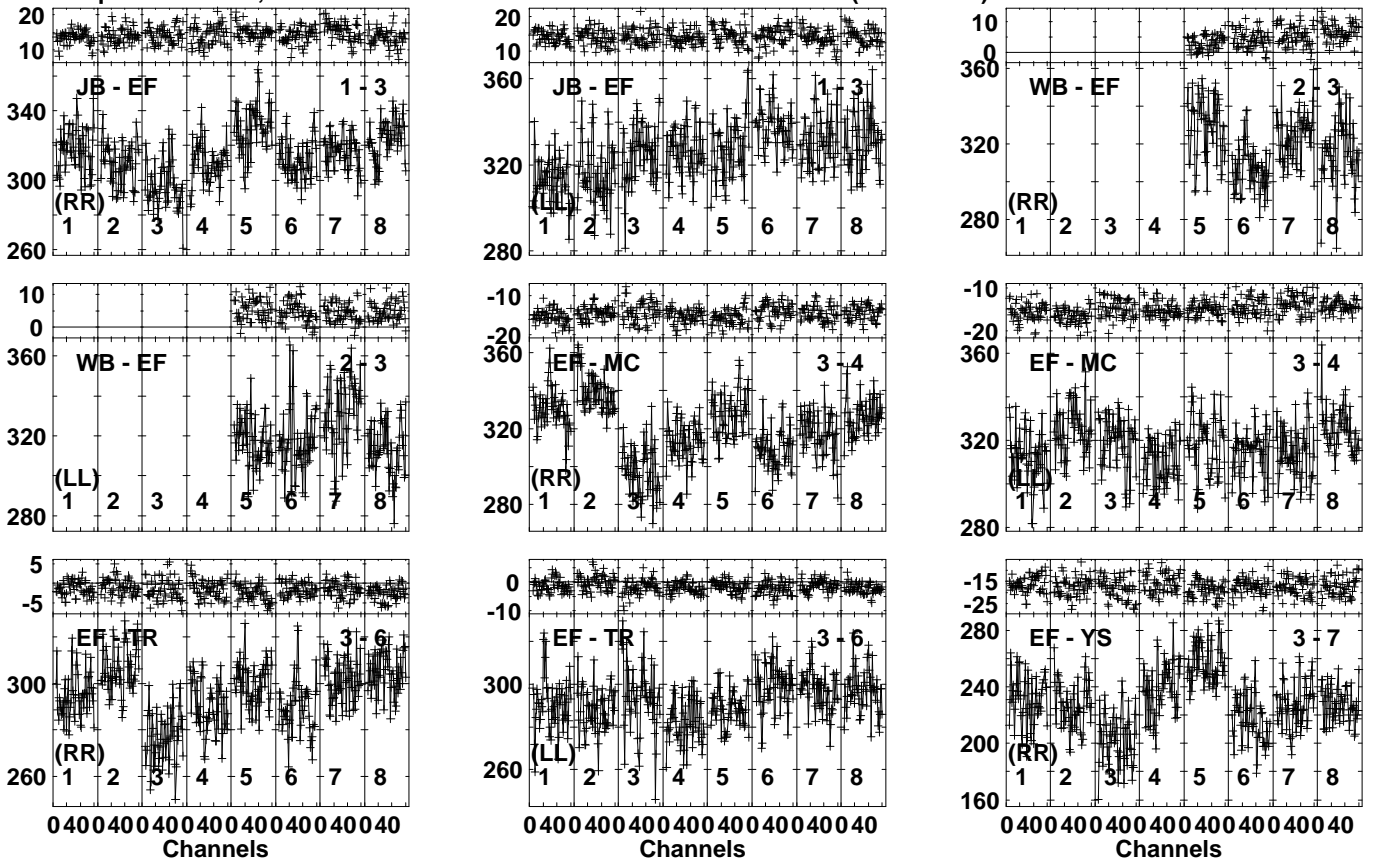 20 20 10
10 10 0
JB - EF 1 - 3 360 JB - EF 1 - 3 360 WB - EF 2 - 3
340 320
300 320
(RR) (LL) 280 (RR)
1 2 3 4 5 6 7 8 1 2 3 4 5 6 7 8 1 2 3 4 5 6 7 8
260 280
10 -10 -10
0 -20 -20
360 WB - EF 2 - 3 360 EF - MC 3 - 4 360 EF - MC 3 - 4
320 320 320
(LL) (RR) (LL)
1 2 3 4 5 6 7 8 1 2 3 4 5 6 7 8 1 2 3 4 5 6 7 8
280 280 280
5 0 -15
-5 -10 -25
EF - TR 3 - 6 EF - TR 3 - 6 280 EF - YS 3 - 7
300 300 240
(RR) (LL) 200 (RR)
260 1 2 3 4 5 6 7 8 260 1 2 3 4 5 6 7 8 1 2 3 4 5 6 7 8
160
0 40 0 40 0 40 0 40 0 40 0 40 0 40 0 40 0 40 0 40 0 40 0 40 0 40 0 40 0 40 0 40 0 40 0 40 0 40 0 40 0 40 0 40 0 40 0 40
Channels Channels Channels